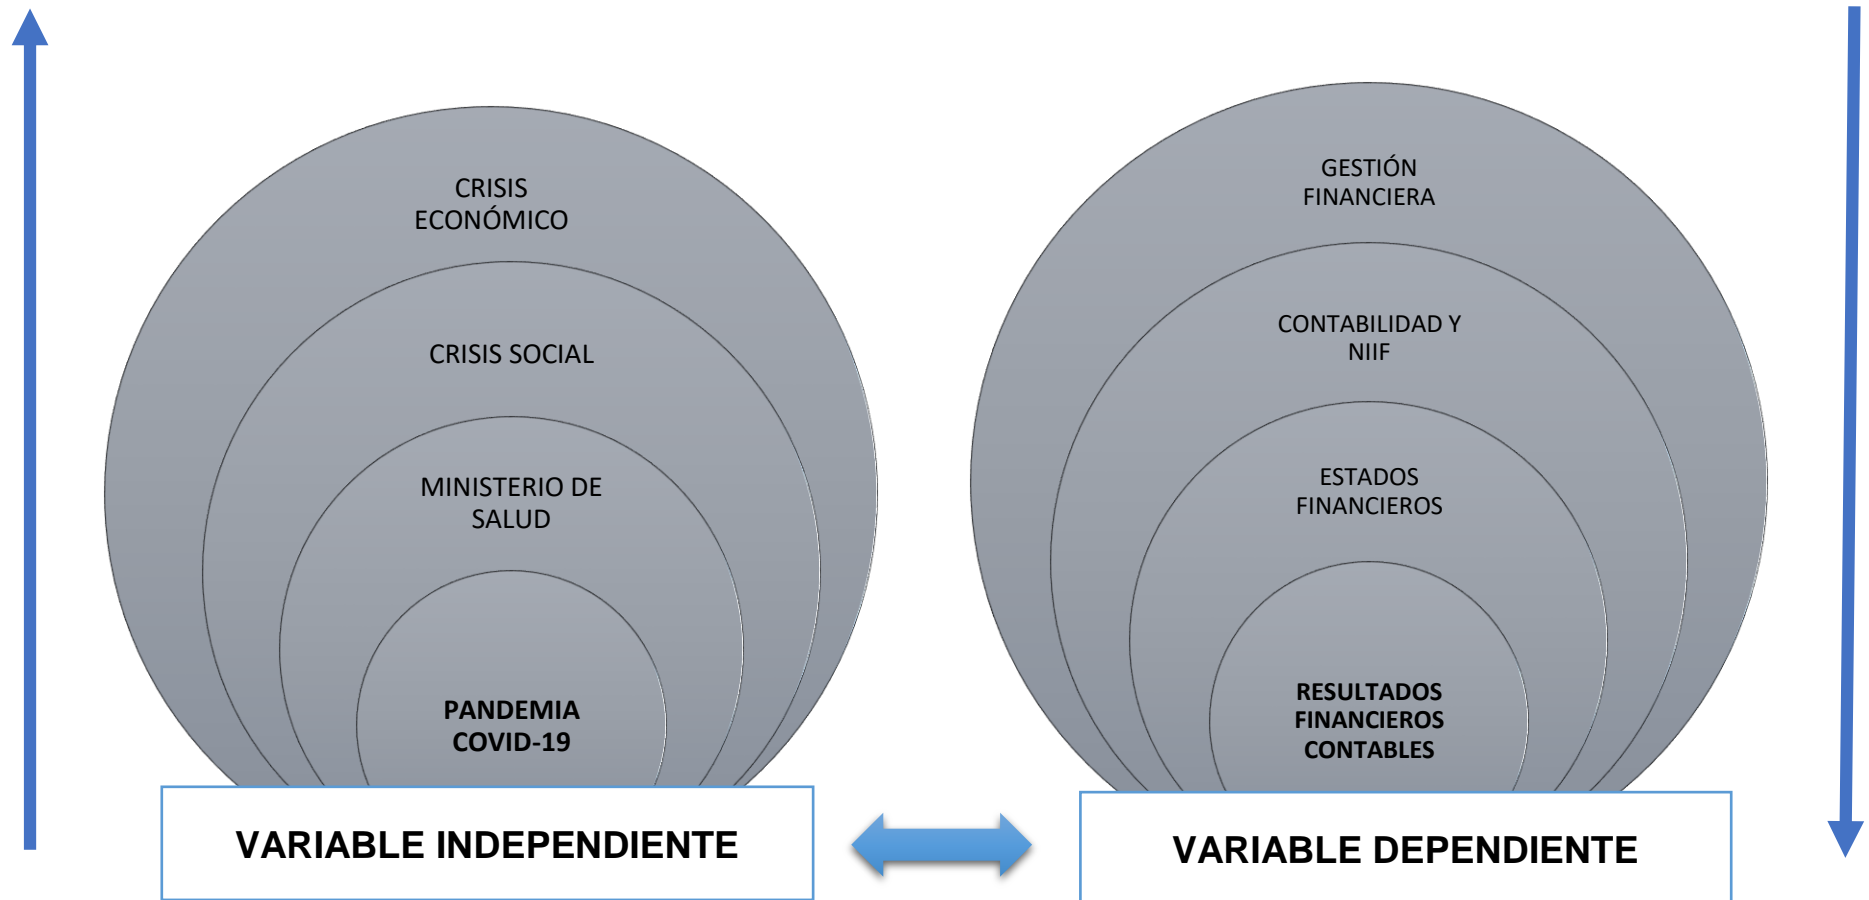 CRISIS
ECONÓMICO
CRISIS SOCIAL
MINISTERIO DE
SALUD
PANDEMIA
COVID-19
VARIABLE INDEPENDIENTE
GESTIÓN
FINANCIERA
CONTABILIDAD Y
NIIF
ESTADOS
FINANCIEROS
RESULTADOS
FINANCIEROS
CONTABLES
VARIABLE DEPENDIENTE